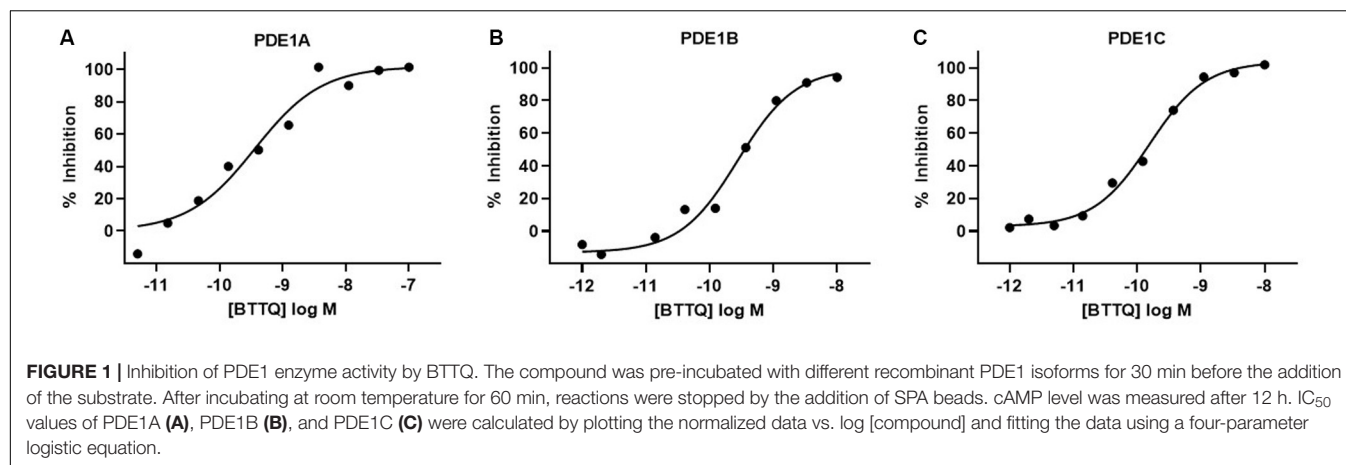 A
PDE1A
% Inhibition
100
80
60
40
20
0
-11 -10 -9 -8 -7
[BTTQ] log M
B
PDE1B
% Inhibition
100
80
60
40
20
0
-12 -11 -10 -9 -8
[BTTQ] log M
C
PDE1C
% Inhibition
100
80
60
40
20
0
-12 -11 -10 -9 -8
[BTTQ] log M
FIGURE 1 | Inhibition of PDE1 enzyme activity by BTTQ. The compound was pre-incubated with different recombinant PDE1 isoforms for 30 min before the addition
of the substrate. After incubating at room temperature for 60 min, reactions were stopped by the addition of SPA beads. cAMP level was measured after 12 h. IC50
values of PDE1A (A), PDE1B (B), and PDE1C (C) were calculated by plotting the normalized data vs. log [compound] and fitting the data using a four-parameter
logistic equation.